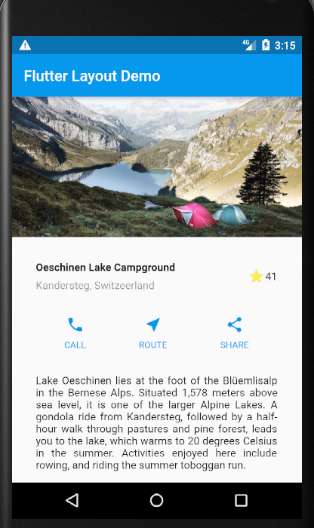 4G 3:15
Flutter Layout Demo
Oeschinen Lake Campground
Kandersteg, Switzeerland
41
CALL ROUTE SHARE
Lake Oeschinen lies at the foot of the Blüemlisalp
in the Bernese Alps. Situated 1,578 meters above
sea level, it is one of the larger Alpine Lakes. A
gondola ride from Kandersteg, followed by a half-
hour walk through pastures and pine forest, leads
you to the lake, which warms to 20 degrees Celsius
in the summer. Activities enjoyed here include
rowing, and riding the summer toboggan run.